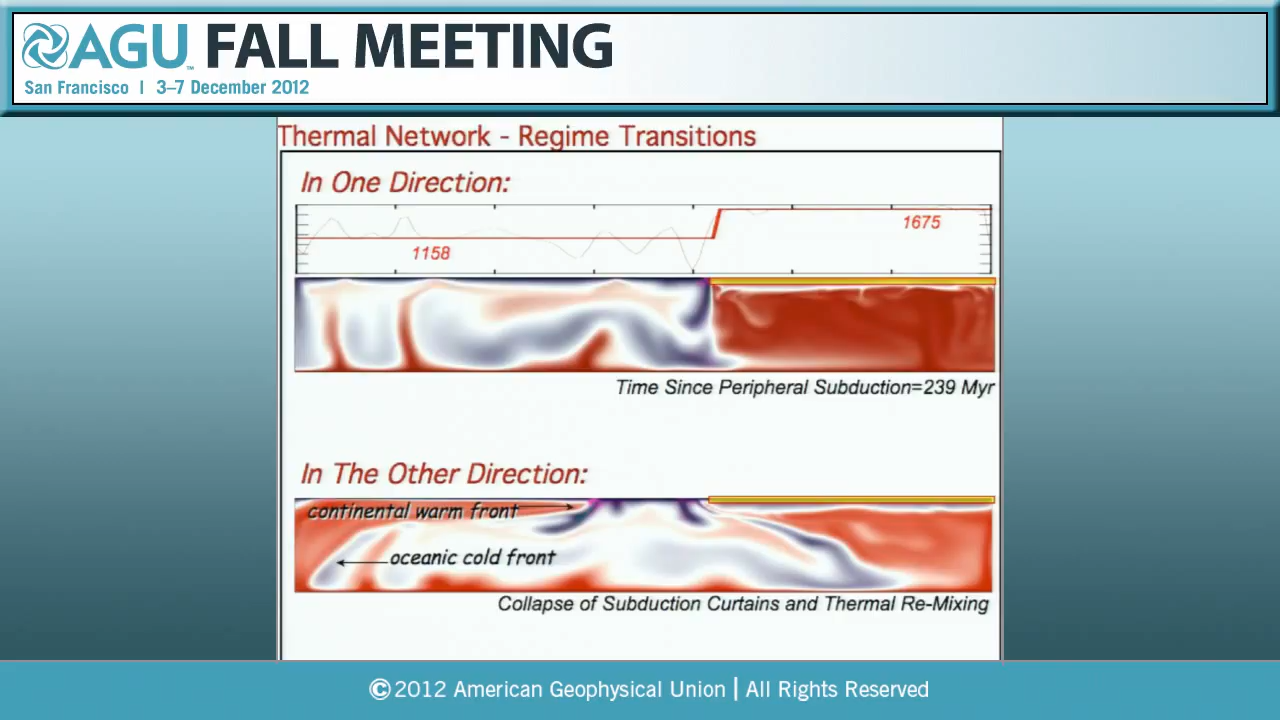 AGU™ FALL MEETING
San Francisco | 3–7 December 2012
Thermal Network - Regime Transitions
In One Direction:
1675
1158
Time Since Peripheral Subduction=239 Myr
In The Other Direction:
continental warm front
oceanic cold front
Collapse of Subduction Curtains and Thermal Re-Mixing
©2012 American Geophysical Union | All Rights Reserved